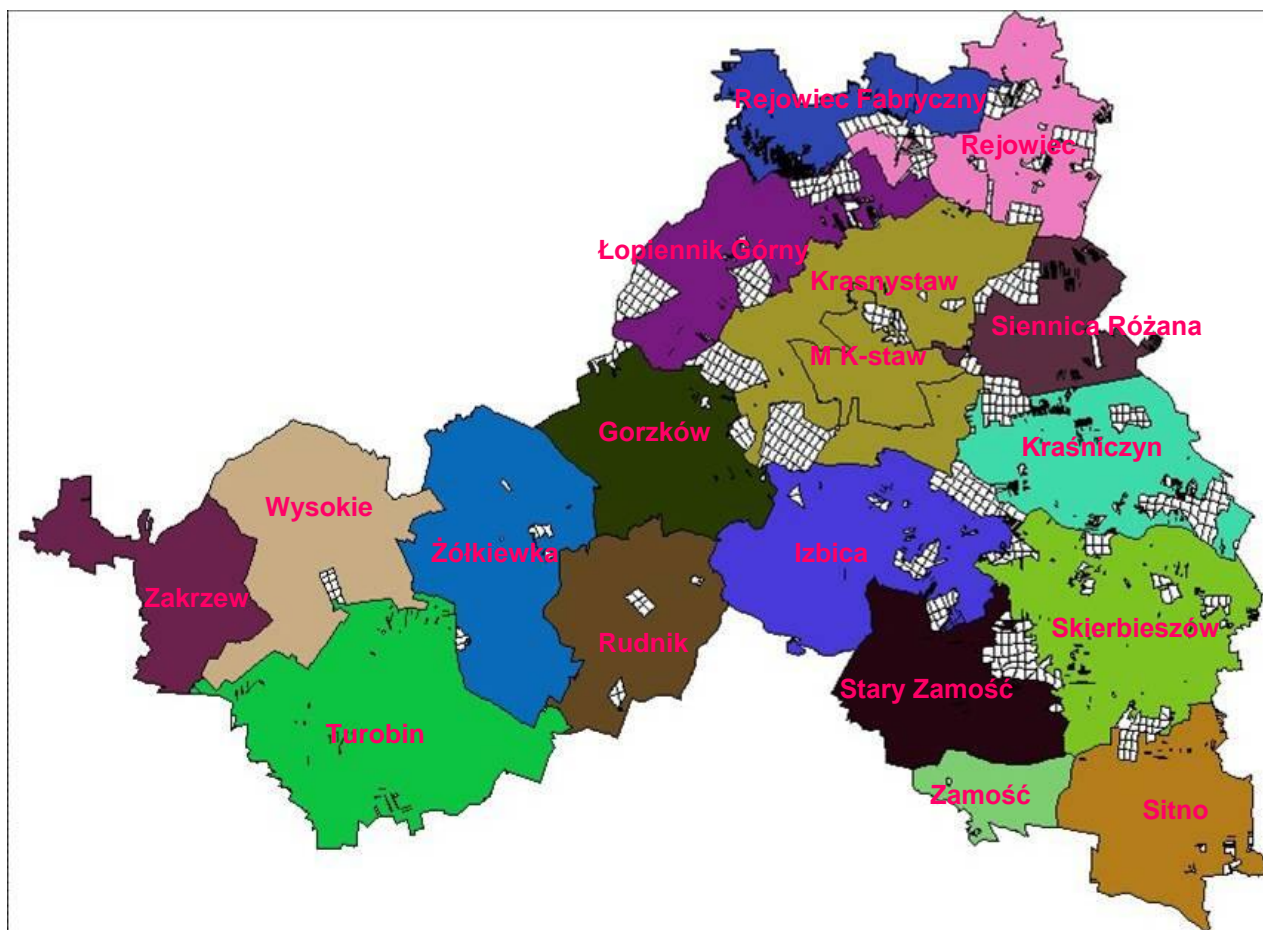 Rejowiec Fabryczny
Rejowiec
Łopiennik Górny
Krasnystaw
Siennica Różana
M K-staw
Gorzków
Kraśniczyn
Wysokie
Żółkiewka
Izbica
Zakrzew
Rudnik
Skierbieszów
Stary Zamość
Turobin
Zamość
Sitno